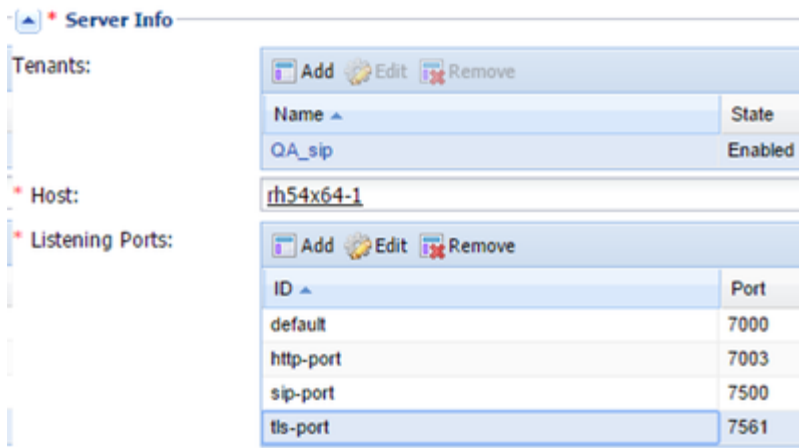 * Server Info
Tenants:
Add Edit Remove
Name State
QA_sip Enabled
* Host: rh54x64-1
* Listening Ports:
Add Edit Remove
ID Port
default 7000
http-port 7003
sip-port 7500
tls-port 7561